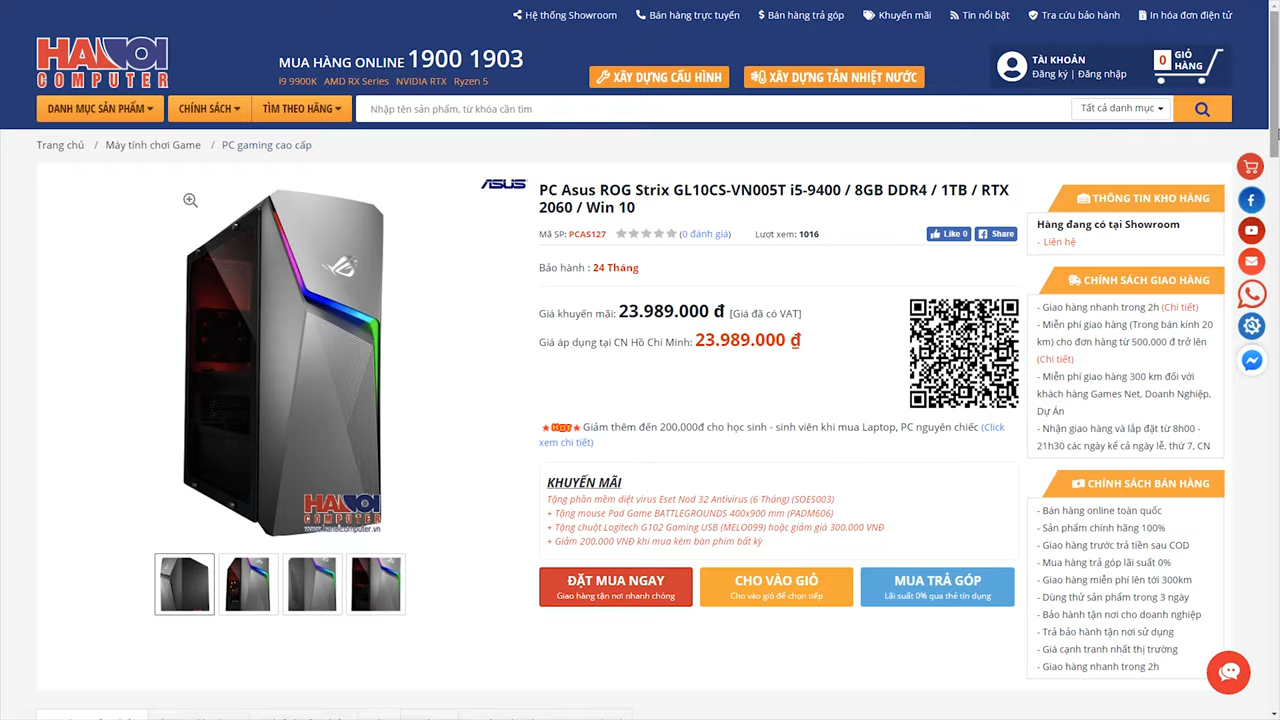 Hệ thống Showroom
Bán hàng trực tuyến
Bán hàng trả góp
Khuyến mãi
Tin nổi bật
Tra cứu bảo hành
In hóa đơn điện tử
HANOI
COMPUTER
MUA HÀNG ONLINE 1900 1903
I9 9900K AMD RX Series NVIDIA RTX Ryzen 5
XÂY DỰNG CẤU HÌNH
XÂY DỰNG TẢN NHIỆT NƯỚC
TÀI KHOẢN
Đăng ký | Đăng nhập
0
GIỎ
HÀNG
DANH MỤC SẢN PHẨM
CHÍNH SÁCH
TÌM THEO HÃNG
Nhập tên sản phẩm, từ khóa cần tìm
Tất cả danh mục
Trang chủ / Máy tính chơi Game / PC gaming cao cấp
HANOI
COMPUTER
www.hanoicomputer.vn
ASUS
PC Asus ROG Strix GL10CS-VN005T i5-9400 / 8GB DDR4 / 1TB / RTX
2060 / Win 10
Mã SP: PCAS127
(0 đánh giá)
Lượt xem: 1016
Like 0
Share
Bảo hành : 24 Tháng
Giá khuyến mãi: 23.989.000 đ [Giá đã có VAT]
Giá áp dụng tại CN Hồ Chí Minh: 23.989.000 ₫
HOT Giảm thêm đến 200.000đ cho học sinh - sinh viên khi mua Laptop, PC nguyên chiếc (Click
xem chi tiết)
KHUYẾN MÃI
Tặng phần mềm diệt virus Eset Nod 32 Antivirus (6 Tháng) (SOES003)
+ Tặng mouse Pad Game BATTLEGROUNDS 400x900 mm (PADM606)
+ Tặng chuột Logitech G102 Gaming USB (MELO099) hoặc giảm giá 300.000 VNĐ
+ Giảm 200.000 VNĐ khi mua kèm bàn phím bất kỳ
ĐẶT MUA NGAY
Giao hàng tận nơi nhanh chóng
CHO VÀO GIỎ
Cho vào giỏ để chọn tiếp
MUA TRẢ GÓP
Lãi suất 0% qua thẻ tín dụng
THÔNG TIN KHO HÀNG
Hàng đang có tại Showroom
- Liên hệ
CHÍNH SÁCH GIAO HÀNG
- Giao hàng nhanh trong 2h (Chi tiết)
- Miễn phí giao hàng (Trong bán kính 20
km) cho đơn hàng từ 500.000 đ trở lên
(Chi tiết)
- Miễn phí giao hàng 300 km đối với
khách hàng Games Net, Doanh Nghiệp,
Dự Án
- Nhận giao hàng và lắp đặt từ 8h00 -
21h30 các ngày kể cả ngày lễ, thứ 7, CN
CHÍNH SÁCH BÁN HÀNG
- Bán hàng online toàn quốc
- Sản phẩm chính hãng 100%
- Giao hàng trước trả tiền sau COD
- Mua hàng trả góp lãi suất 0%
- Giao hàng miễn phí lên tới 300km
- Dùng thử sản phẩm trong 3 ngày
- Bảo hành tận nơi cho doanh nghiệp
- Trả bảo hành tận nơi sử dụng
- Giá cạnh tranh nhất thị trường
- Giao hàng nhanh trong 2h